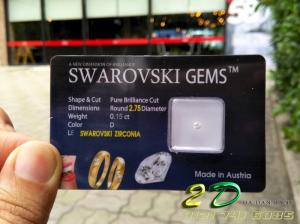 A NEW DIMENSION OF BRILLIANCE
SWAROVSKI GEMS™
Shape & Cut Pure Brilliance Cut
Dimensions Round 2.75 Diameter
Weight 0.15 ct
Color D
LE SWAROVSKI ZIRCONIA
Made in Austria
2D